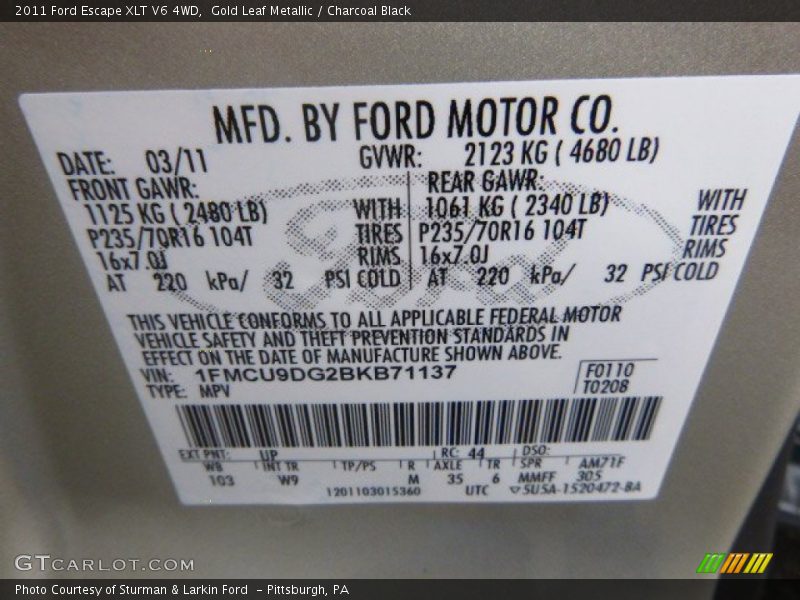 2011 Ford Escape XLT V6 4WD, Gold Leaf Metallic / Charcoal Black
MFD. BY FORD MOTOR CO.
DATE: 03/11 GVWR: 2123 KG ( 4680 LB)
FRONT GAWR: REAR GAWR:
1125 KG ( 2480 LB) WITH 1061 KG ( 2340 LB) WITH
P235/70R16 104T TIRES P235/70R16 104T TIRES
16x7.0J RIMS 16x7.0J RIMS
AT 220 kPa/ 32 PSI COLD AT 220 kPa/ 32 PSI COLD
THIS VEHICLE CONFORMS TO ALL APPLICABLE FEDERAL MOTOR
VEHICLE SAFETY AND THEFT PREVENTION STANDARDS IN
EFFECT ON THE DATE OF MANUFACTURE SHOWN ABOVE.
VIN: 1FMCU9DG2BKB71137 F0110
TYPE: MPV T0208
EXT PNT: UP RC: 44 DSO:
WB INT TR TP/PS R AXLE TR SPR AM71F
103 W9 M 35 6 MMFF 305
1201103015360 UTC ▽5U5A-1520472-BA
Ford
GTCARLOT.COM
Photo Courtesy of Sturman & Larkin Ford - Pittsburgh, PA